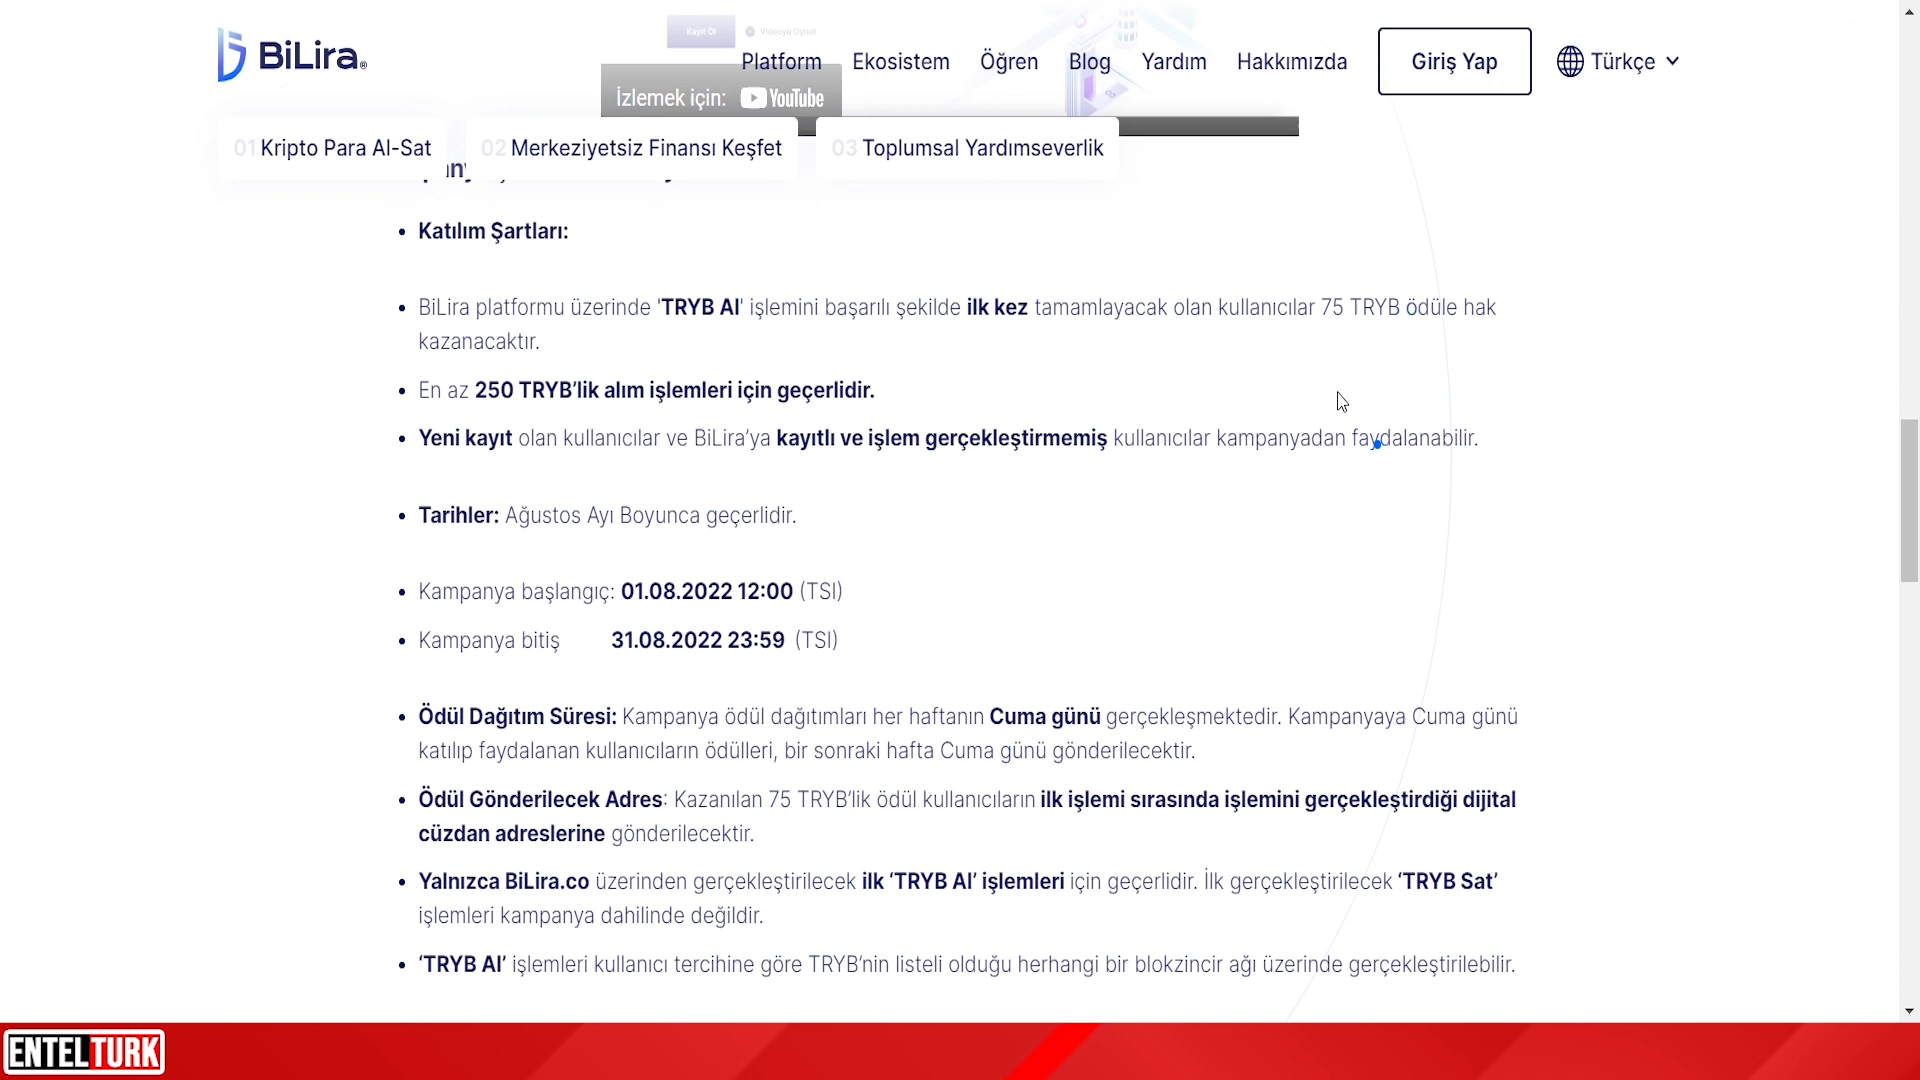 Kayıt Ol
Videoyu Oynat
BiLira
Platform Ekosistem Öğren Blog Yardım Hakkımızda Giriş Yap Türkçe
İzlemek için: YouTube
01 Kripto Para Al-Sat 02 Merkeziyetsiz Finansı Keşfet 03 Toplumsal Yardımseverlik
• Katılım Şartları:
• BiLira platformu üzerinde 'TRYB Al' işlemini başarılı şekilde ilk kez tamamlayacak olan kullanıcılar 75 TRYB ödüle hak
kazanacaktır.
• En az 250 TRYB’lik alım işlemleri için geçerlidir.
• Yeni kayıt olan kullanıcılar ve BiLira’ya kayıtlı ve işlem gerçekleştirmemiş kullanıcılar kampanyadan faydalanabilir.
• Tarihler: Ağustos Ayı Boyunca geçerlidir.
• Kampanya başlangıç: 01.08.2022 12:00 (TSI)
• Kampanya bitiş 31.08.2022 23:59 (TSI)
• Ödül Dağıtım Süresi: Kampanya ödül dağıtımları her haftanın Cuma günü gerçekleşmektedir. Kampanyaya Cuma günü
katılıp faydalanan kullanıcıların ödülleri, bir sonraki hafta Cuma günü gönderilecektir.
• Ödül Gönderilecek Adres: Kazanılan 75 TRYB’lik ödül kullanıcıların ilk işlemi sırasında işlemini gerçekleştirdiği dijital
cüzdan adreslerine gönderilecektir.
• Yalnızca BiLira.co üzerinden gerçekleştirilecek ilk ‘TRYB Al’ işlemleri için geçerlidir. İlk gerçekleştirilecek ‘TRYB Sat’
işlemleri kampanya dahilinde değildir.
• ‘TRYB Al’ işlemleri kullanıcı tercihine göre TRYB’nin listeli olduğu herhangi bir blokzincir ağı üzerinde gerçekleştirilebilir.
ENTELTURK